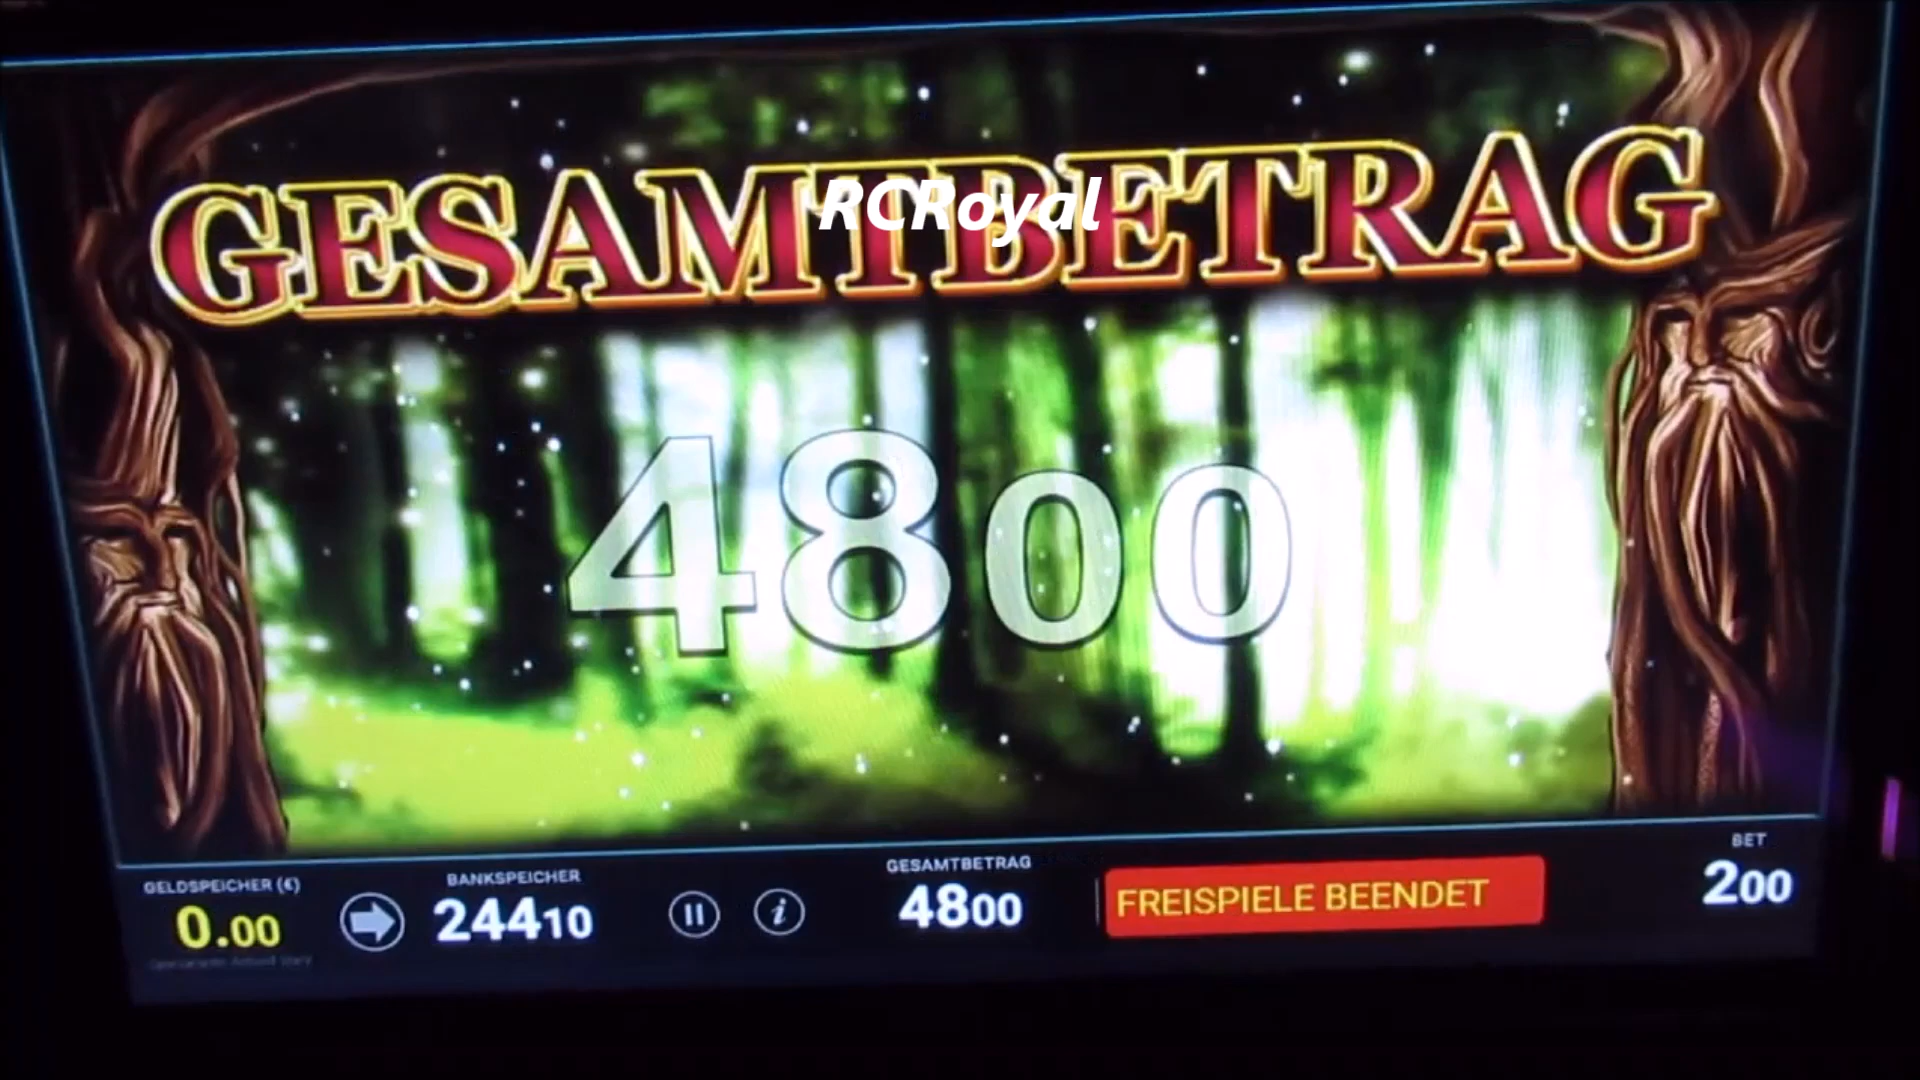 GESAMTBETRAG
RCRoyal
4800
GELDSPEICHER (€)
0.00
BANKSPEICHER
24410
GESAMTBETRAG
4800
FREISPIELE BEENDET
BET
200